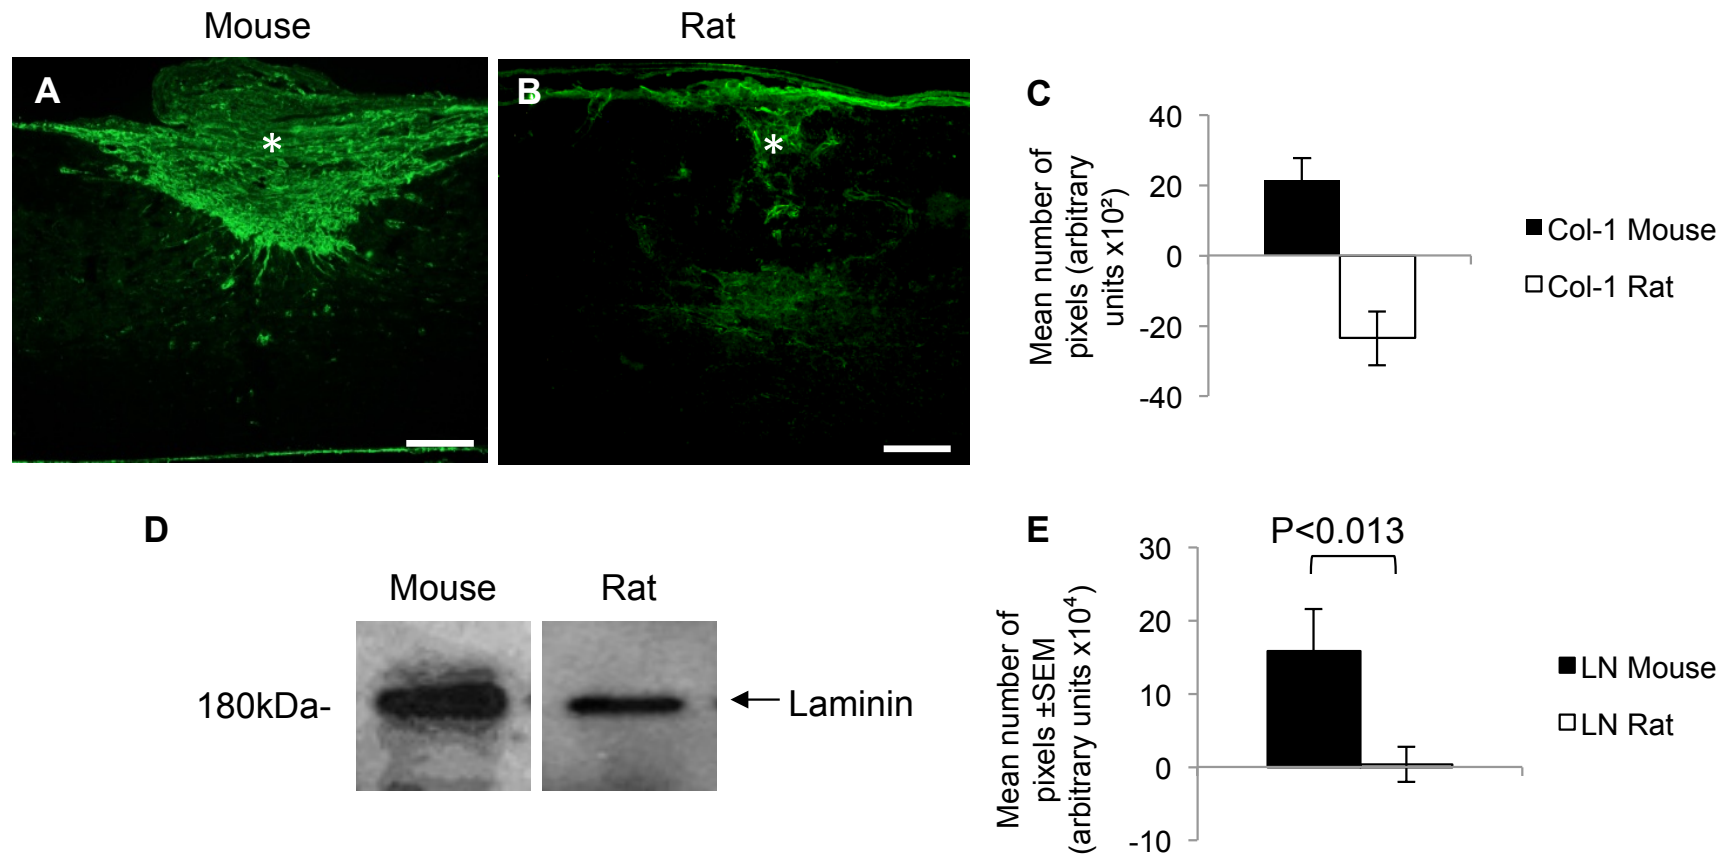 Mouse
Rat
A
*
B
*
C
Mean number of
pixels (arbitrary
units x10²)
40
20
0
-20
-40
Col-1 Mouse
Col-1 Rat
D
Mouse
Rat
180kDa-
Laminin
E
P<0.013
Mean number of
pixels ±SEM
(arbitrary units x10⁴)
30
20
10
0
-10
LN Mouse
LN Rat